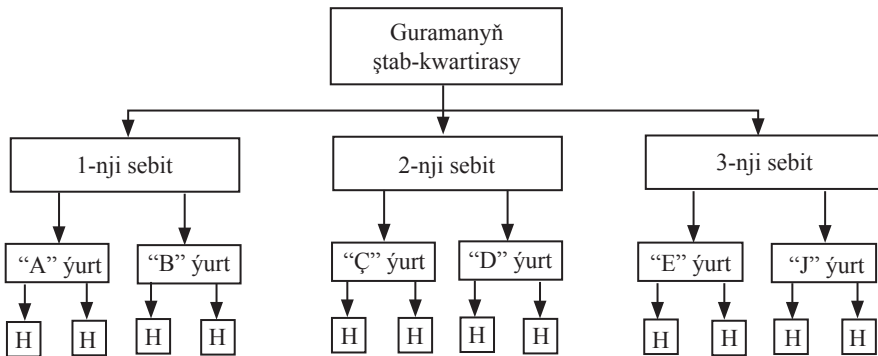 Guramanyň
ştab-kwartirasy
1-nji sebit
2-nji sebit
3-nji sebit
“A” ýurt
“B” ýurt
“Ç” ýurt
“D” ýurt
“E” ýurt
“J” ýurt
H
H
H
H
H
H
H
H
H
H
H
H